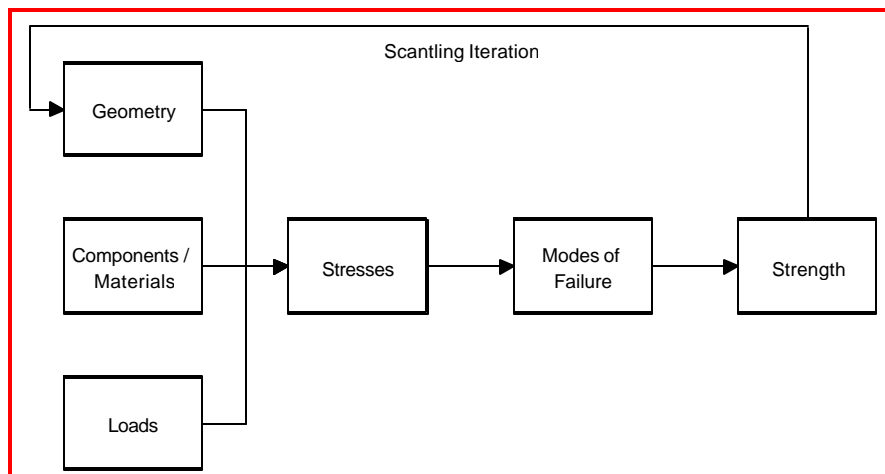 Scantling Iteration
Geometry
Components /
Materials
Stresses
Modes of
Failure
Strength
Loads